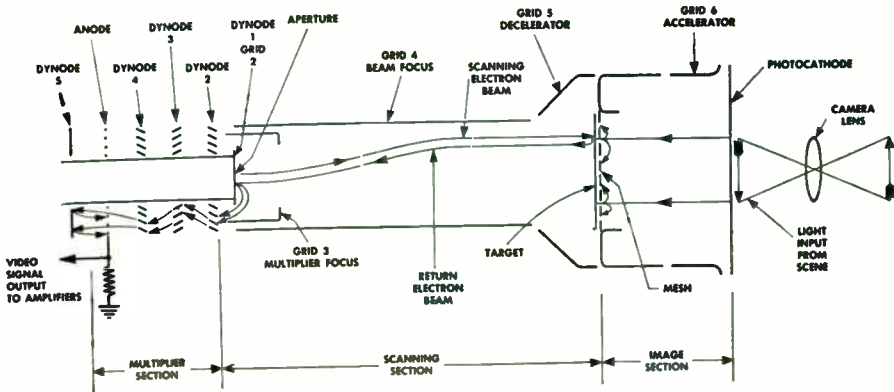 DYNODE
5
ANODE
DYNODE
4
DYNODE
3
DYNODE
2
DYNODE
1
GRID
2
APERTURE
GRID 4
BEAM FOCUS
SCANNING
ELECTRON
BEAM
GRID 5
DECELERATOR
GRID 6
ACCELERATOR
PHOTOCATHODE
CAMERA
LENS
VIDEO
SIGNAL
OUTPUT
TO AMPLIFIERS
GRID 3
MULTIPLIER FOCUS
RETURN
ELECTRON
BEAM
TARGET
MESH
LIGHT
INPUT
FROM
SCENE
MULTIPLIER
SECTION
SCANNING
SECTION
IMAGE
SECTION